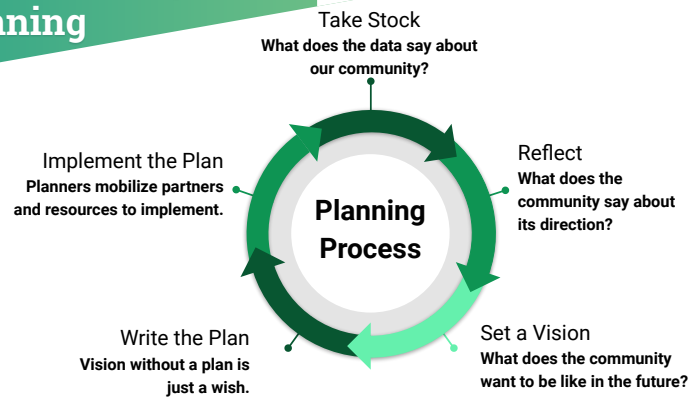 nning
Take Stock
What does the data say about
our community?
Reflect
What does the
community say about
its direction?
Set a Vision
What does the community
want to be like in the future?
Write the Plan
Vision without a plan is
just a wish.
Implement the Plan
Planners mobilize partners
and resources to implement.
Planning
Process